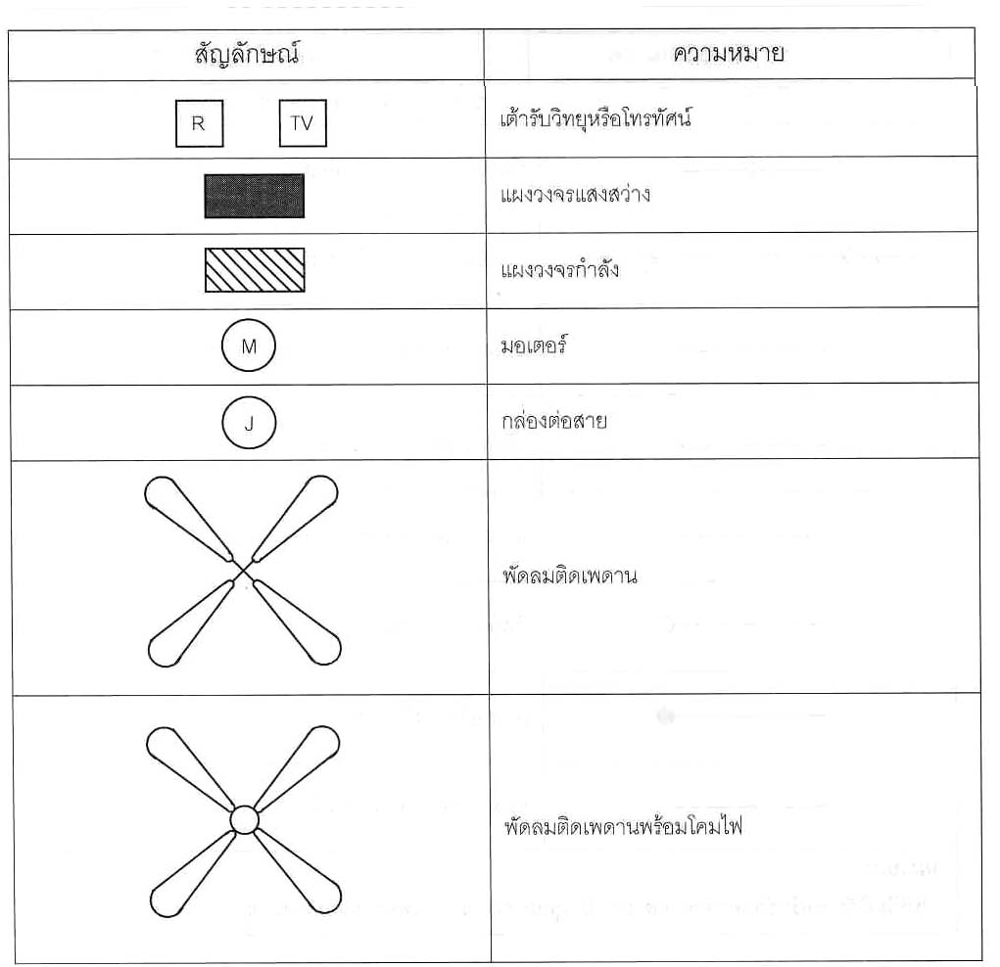 สัญลักษณ์ ความหมาย
R TV เต้ารับวิทยุหรือโทรทัศน์
แผงวงจรแสงสว่าง
แผงวงจรกำลัง
M มอเตอร์
J กล่องต่อสาย
พัดลมติดเพดาน
พัดลมติดเพดานพร้อมโคมไฟ